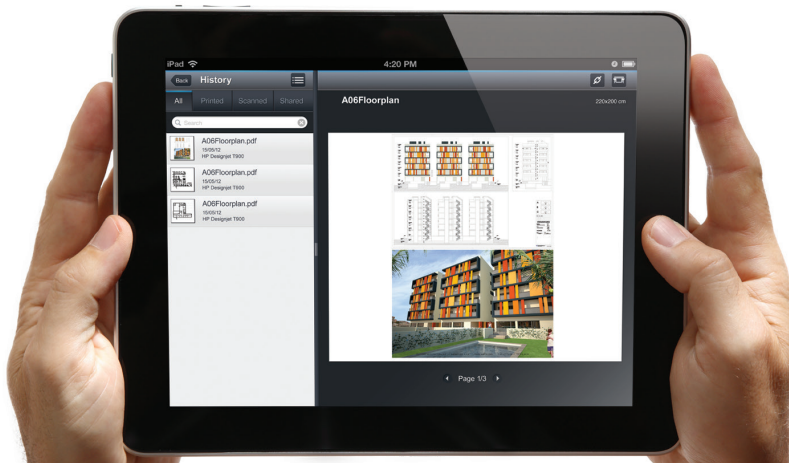 iPad
4:20 PM
Back
History
All
Printed
Scanned
Shared
Search
A06Floorplan.pdf
15/05/12
HP Designjet T900
A06Floorplan.pdf
15/05/12
HP Designjet T900
A06Floorplan.pdf
15/05/12
HP Designjet T900
A06Floorplan
220x200 cm
Page 1/3